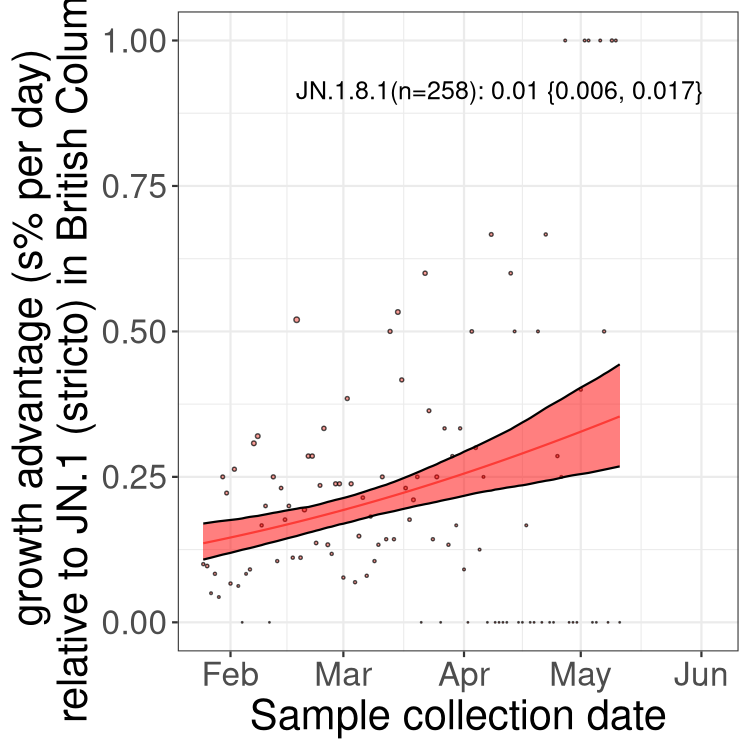 growth advantage (s% per day)
relative to JN.1 (stricto) in British Colum
1.00
0.75
0.50
0.25
0.00
JN.1.8.1(n=258): 0.01 {0.006, 0.017}
Feb Mar Apr May Jun
Sample collection date